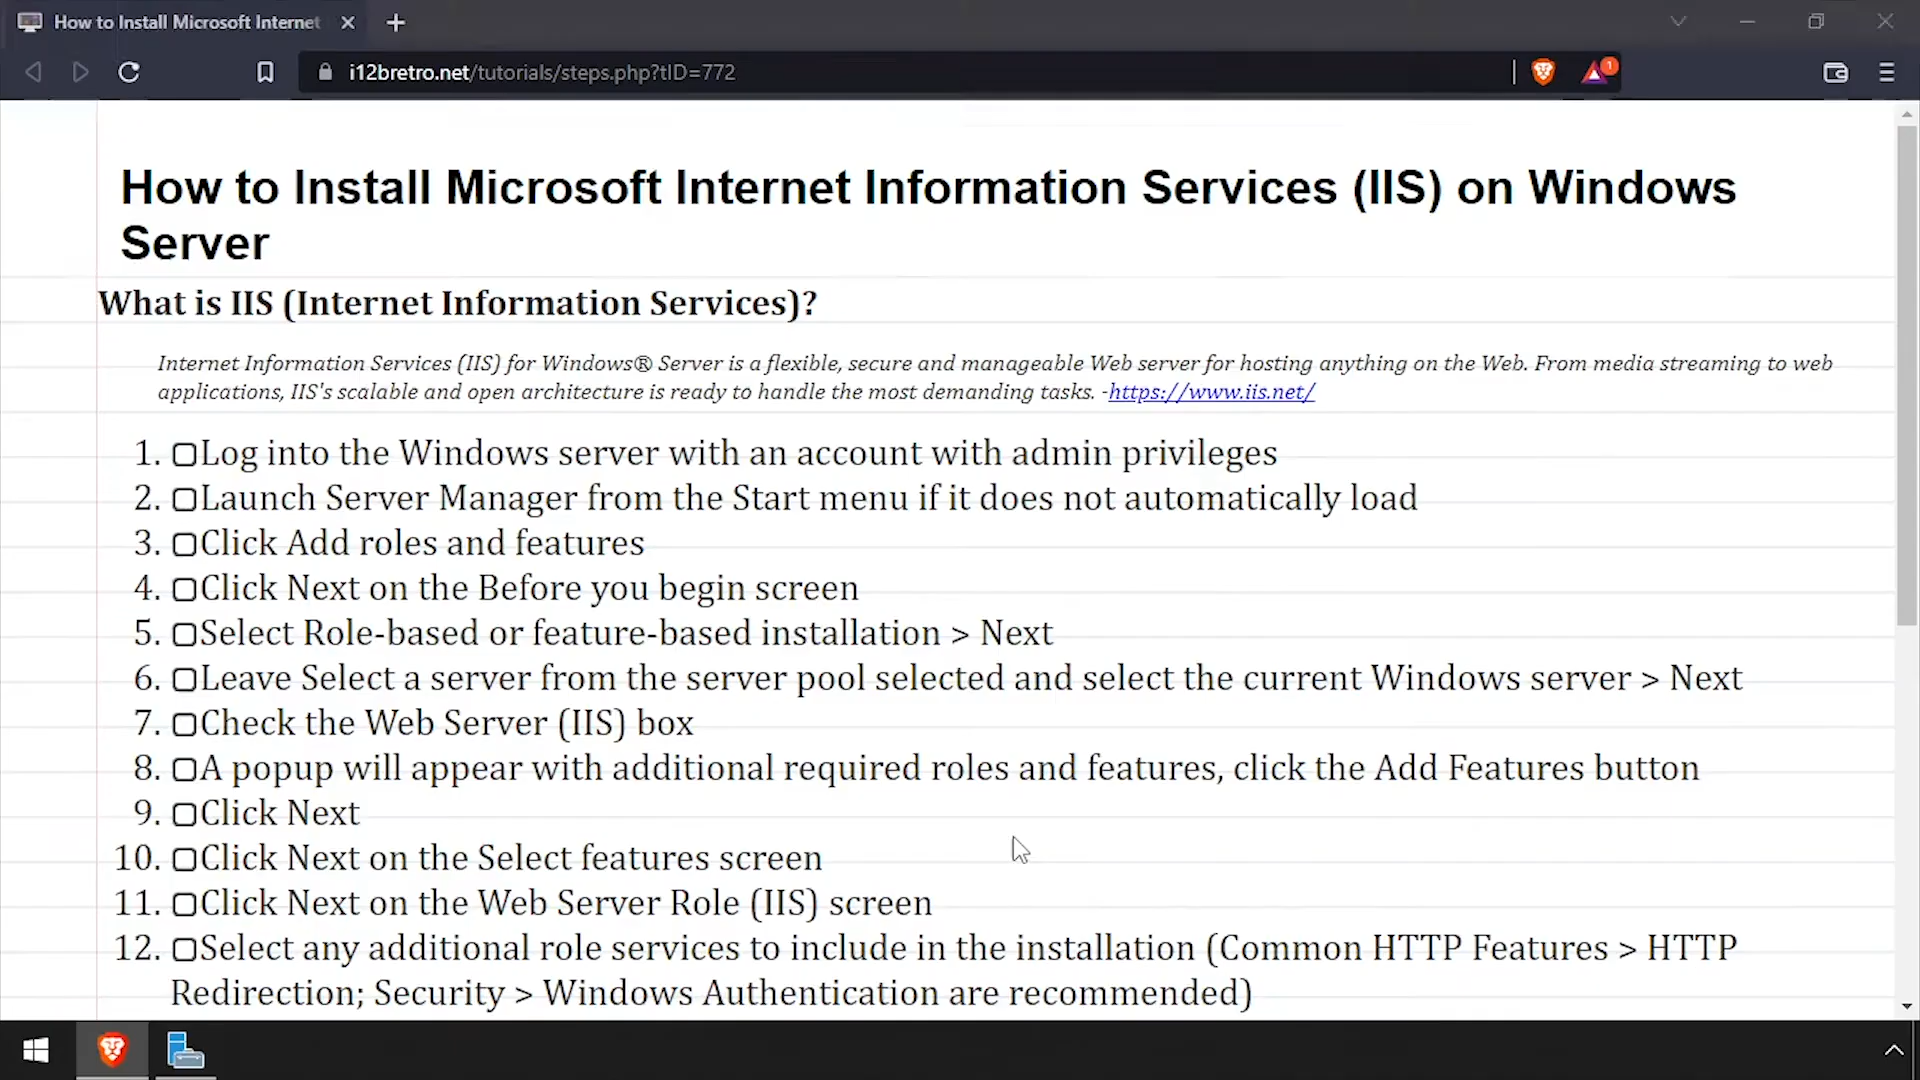 How to Install Microsoft Internet
i12bretro.net/tutorials/steps.php?tID=772
1
How to Install Microsoft Internet Information Services (IIS) on Windows
Server
What is IIS (Internet Information Services)?
Internet Information Services (IIS) for Windows® Server is a flexible, secure and manageable Web server for hosting anything on the Web. From media streaming to web
applications, IIS's scalable and open architecture is ready to handle the most demanding tasks. -https://www.iis.net/
1. Log into the Windows server with an account with admin privileges
2. Launch Server Manager from the Start menu if it does not automatically load
3. Click Add roles and features
4. Click Next on the Before you begin screen
5. Select Role-based or feature-based installation > Next
6. Leave Select a server from the server pool selected and select the current Windows server > Next
7. Check the Web Server (IIS) box
8. A popup will appear with additional required roles and features, click the Add Features button
9. Click Next
10. Click Next on the Select features screen
11. Click Next on the Web Server Role (IIS) screen
12. Select any additional role services to include in the installation (Common HTTP Features > HTTP
Redirection; Security > Windows Authentication are recommended)